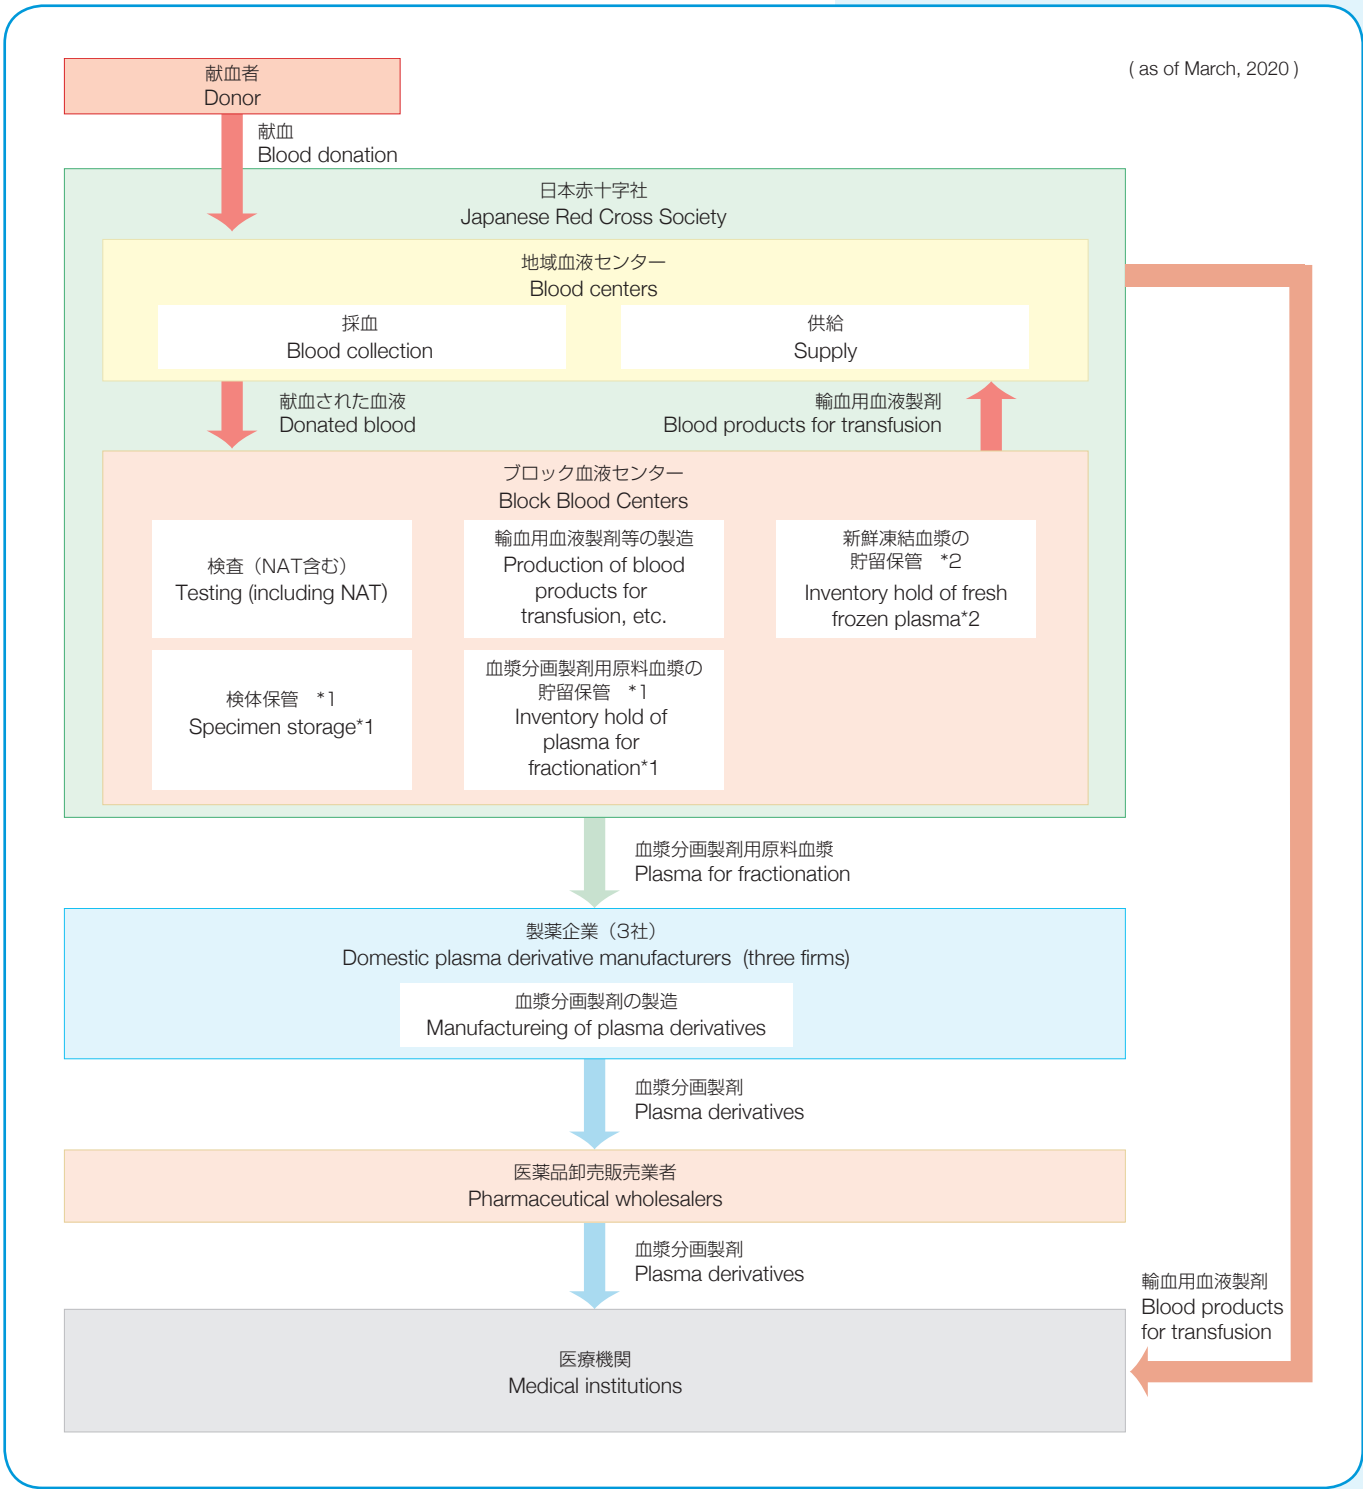 ( as of March, 2020 )
献血者
Donor
献血
Blood donation
日本赤十字社
Japanese Red Cross Society
地域血液センター
Blood centers
採血
Blood collection
供給
Supply
献血された血液
Donated blood
輸血用血液製剤
Blood products for transfusion
ブロック血液センター
Block Blood Centers
検査（NAT含む）
Testing (including NAT)
輸血用血液製剤等の製造
Production of blood
products for
transfusion, etc.
新鮮凍結血漿の
貯留保管　*2
Inventory hold of fresh
frozen plasma*2
検体保管　*1
Specimen storage*1
血漿分画製剤用原料血漿の
貯留保管　*1
Inventory hold of
plasma for
fractionation*1
血漿分画製剤用原料血漿
Plasma for fractionation
製薬企業（3社）
Domestic plasma derivative manufacturers (three firms)
血漿分画製剤の製造
Manufactureing of plasma derivatives
血漿分画製剤
Plasma derivatives
医薬品卸売販売業者
Pharmaceutical wholesalers
血漿分画製剤
Plasma derivatives
輸血用血液製剤
Blood products
for transfusion
医療機関
Medical institutions